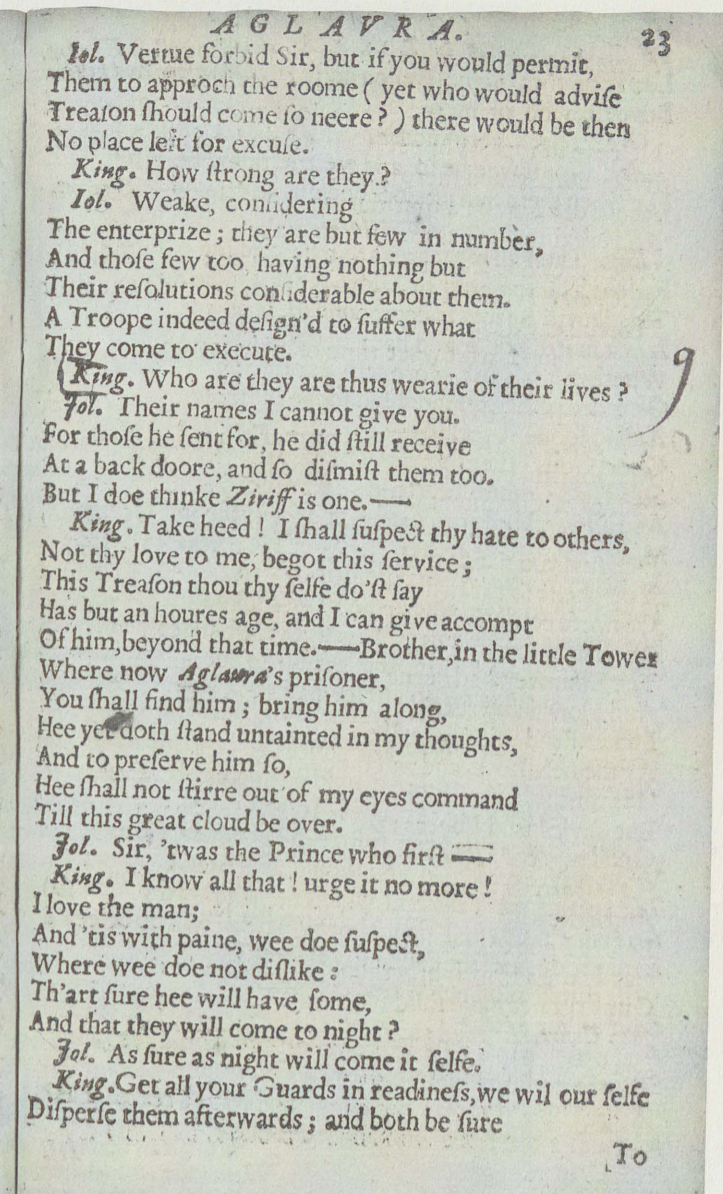 AGLAVRA. 23
Iol. Vertue forbid Sir, but if you would permit,
Them to approch the roome ( yet who would adviſe
Treaſon ſhould come ſo neere ? ) there would be then
No place left for excuſe.
King. How ſtrong are they.?
Iol. Weake, conſidering
The enterprize ; they are but few in number,
And thoſe few too having nothing but
Their reſolutions conſiderable about them.
A Troope indeed deſign'd to ſuffer what
They come to execute.
King. Who are they are thus wearie of their lives ?
Jol. Their names I cannot give you.
For thoſe he ſent for, he did ſtill receive
At a back doore, and ſo diſmiſt them too.
But I doe thinke Ziriff is one.—
King. Take heed ! I ſhall ſuſpect thy hate to others,
Not thy love to me, begot this ſervice ;
This Treaſon thou thy ſelfe do'ſt ſay
Has but an houres age, and I can give accompt
Of him, beyond that time.—Brother, in the little Tower
Where now Aglaura's priſoner,
You ſhall find him ; bring him along,
Hee yet doth ſtand untainted in my thoughts,
And to preſerve him ſo,
Hee ſhall not ſtirre out of my eyes command
Till this great cloud be over.
Jol. Sir, 'twas the Prince who firſt —
King. I know all that ! urge it no more !
I love the man;
And 'tis with paine, wee doe ſuſpect,
Where wee doe not diſlike :
Th'art ſure hee will have ſome,
And that they will come to night ?
Jol. As ſure as night will come it ſelfe.
King. Get all your Guards in readineſs, we wil our ſelfe
Diſperſe them afterwards ; and both be ſure
To